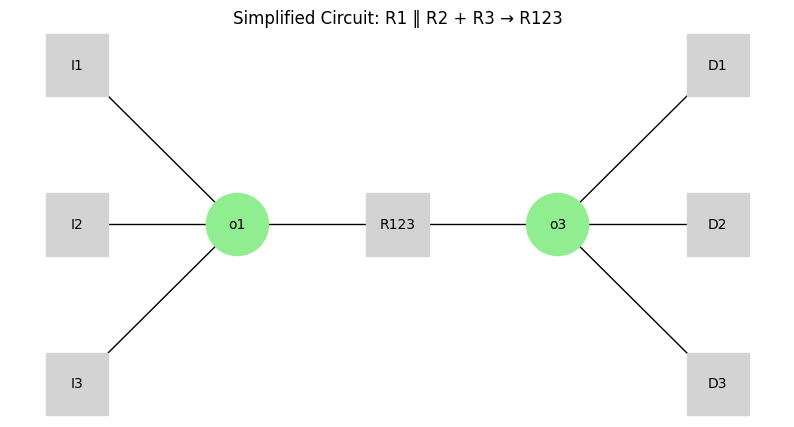 Simplified Circuit: R1 ∥ R2 + R3 → R123
I1
D1
I2
o1
R123
o3
D2
I3
D3